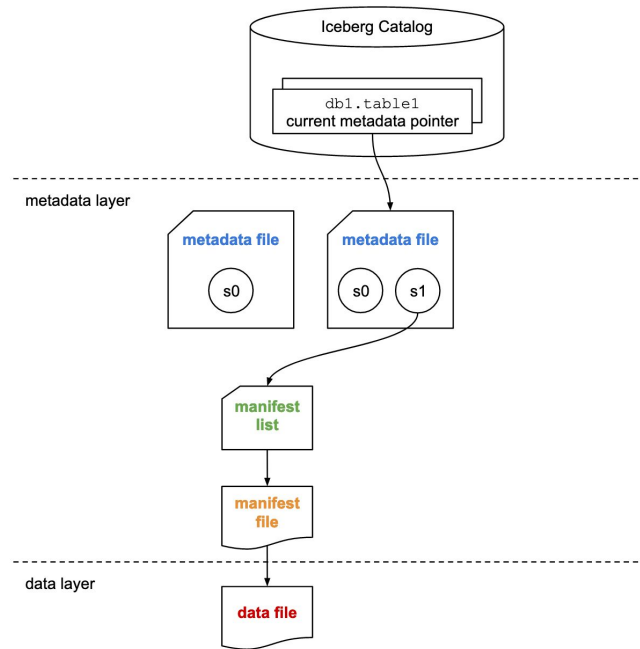 Iceberg Catalog
db1.table1
current metadata pointer
metadata layer
metadata file
metadata file
s0
s0
s1
manifest
list
manifest
file
data layer
data file